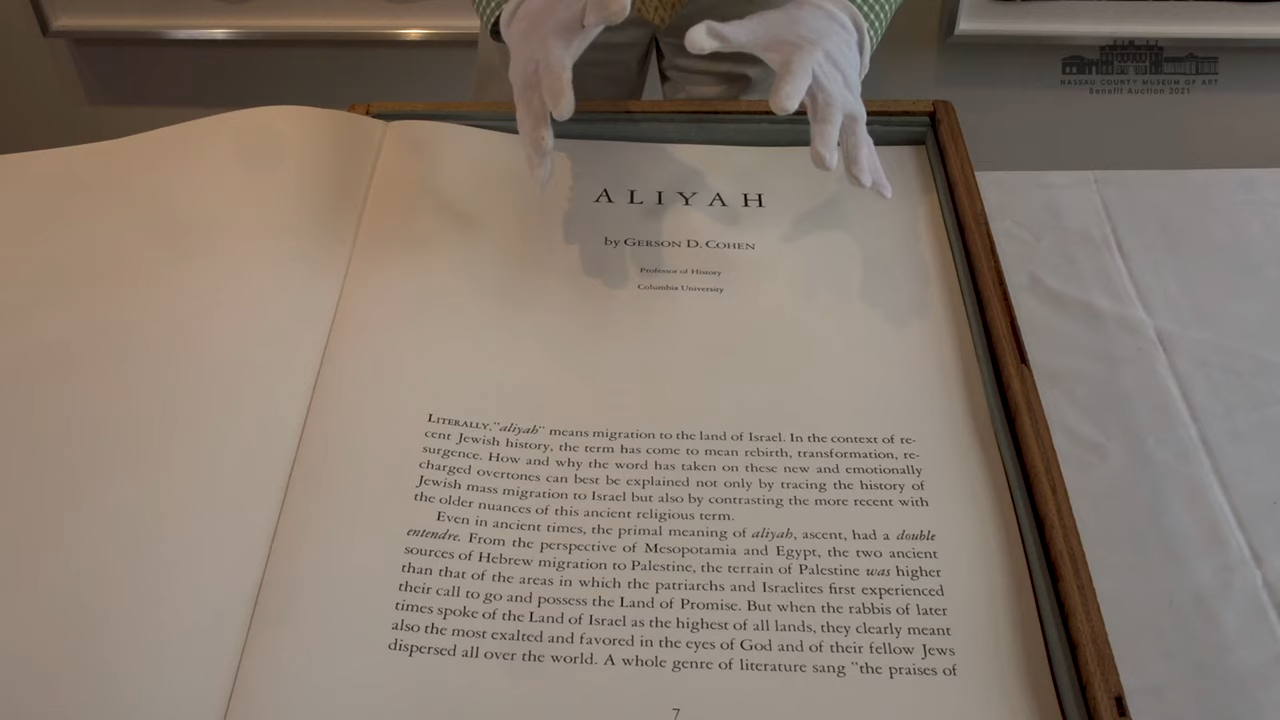 NASSAU COUNTY MUSEUM OF ART
Benefit Auction 2021
ALIYAH
by GERSON D. COHEN
Professor of History
Columbia University
LITERALLY, "aliyah" means migration to the land of Israel. In the context of re-
cent Jewish history, the term has come to mean rebirth, transformation, re-
surgence. How and why the word has taken on these new and emotionally
charged overtones can best be explained not only by tracing the history of
Jewish mass migration to Israel but also by contrasting the more recent with
the older nuances of this ancient religious term.
Even in ancient times, the primal meaning of aliyah, ascent, had a double
entendre. From the perspective of Mesopotamia and Egypt, the two ancient
sources of Hebrew migration to Palestine, the terrain of Palestine was higher
than that of the areas in which the patriarchs and Israelites first experienced
their call to go and possess the Land of Promise. But when the rabbis of later
times spoke of the Land of Israel as the highest of all lands, they clearly meant
also the most exalted and favored in the eyes of God and of their fellow Jews
dispersed all over the world. A whole genre of literature sang "the praises of
7